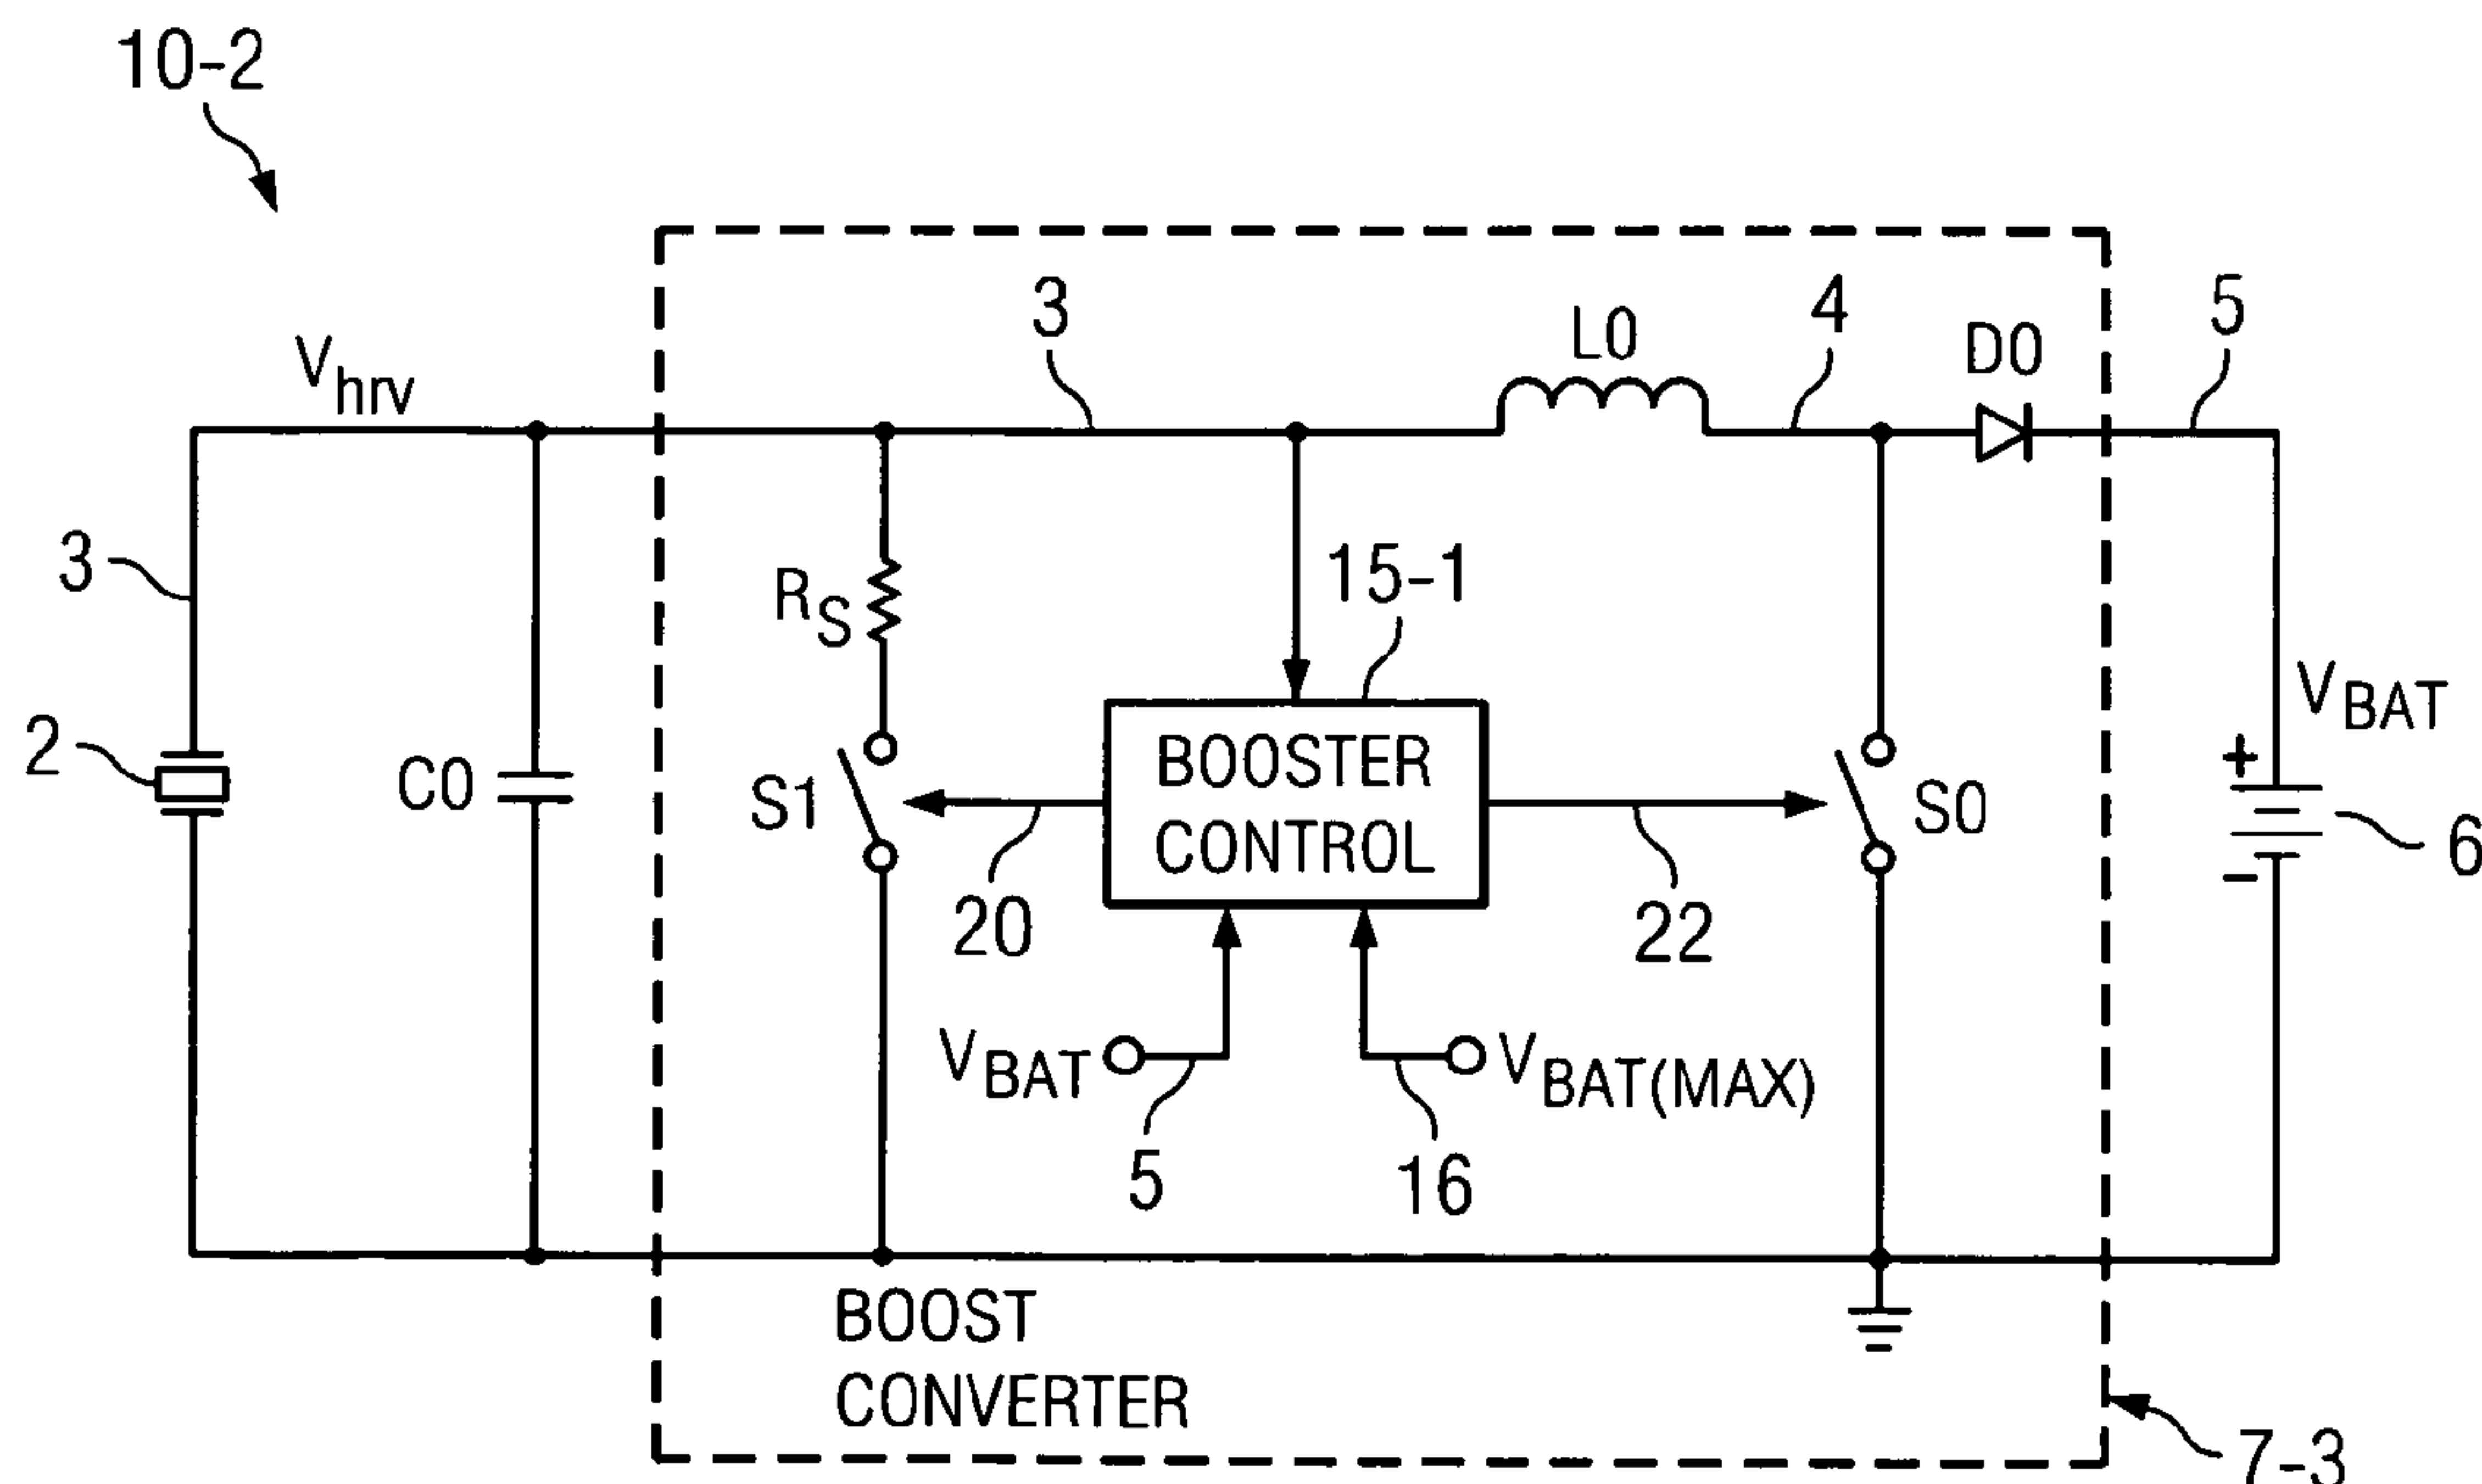 10-2
3
4
5
L0
D0
Vhrv
3
RS
15-1
VBAT
2
C0
S1
BOOSTER
CONTROL
S0
+
6
−
20
22
VBAT
VBAT(MAX)
5
16
BOOST
CONVERTER
7-3